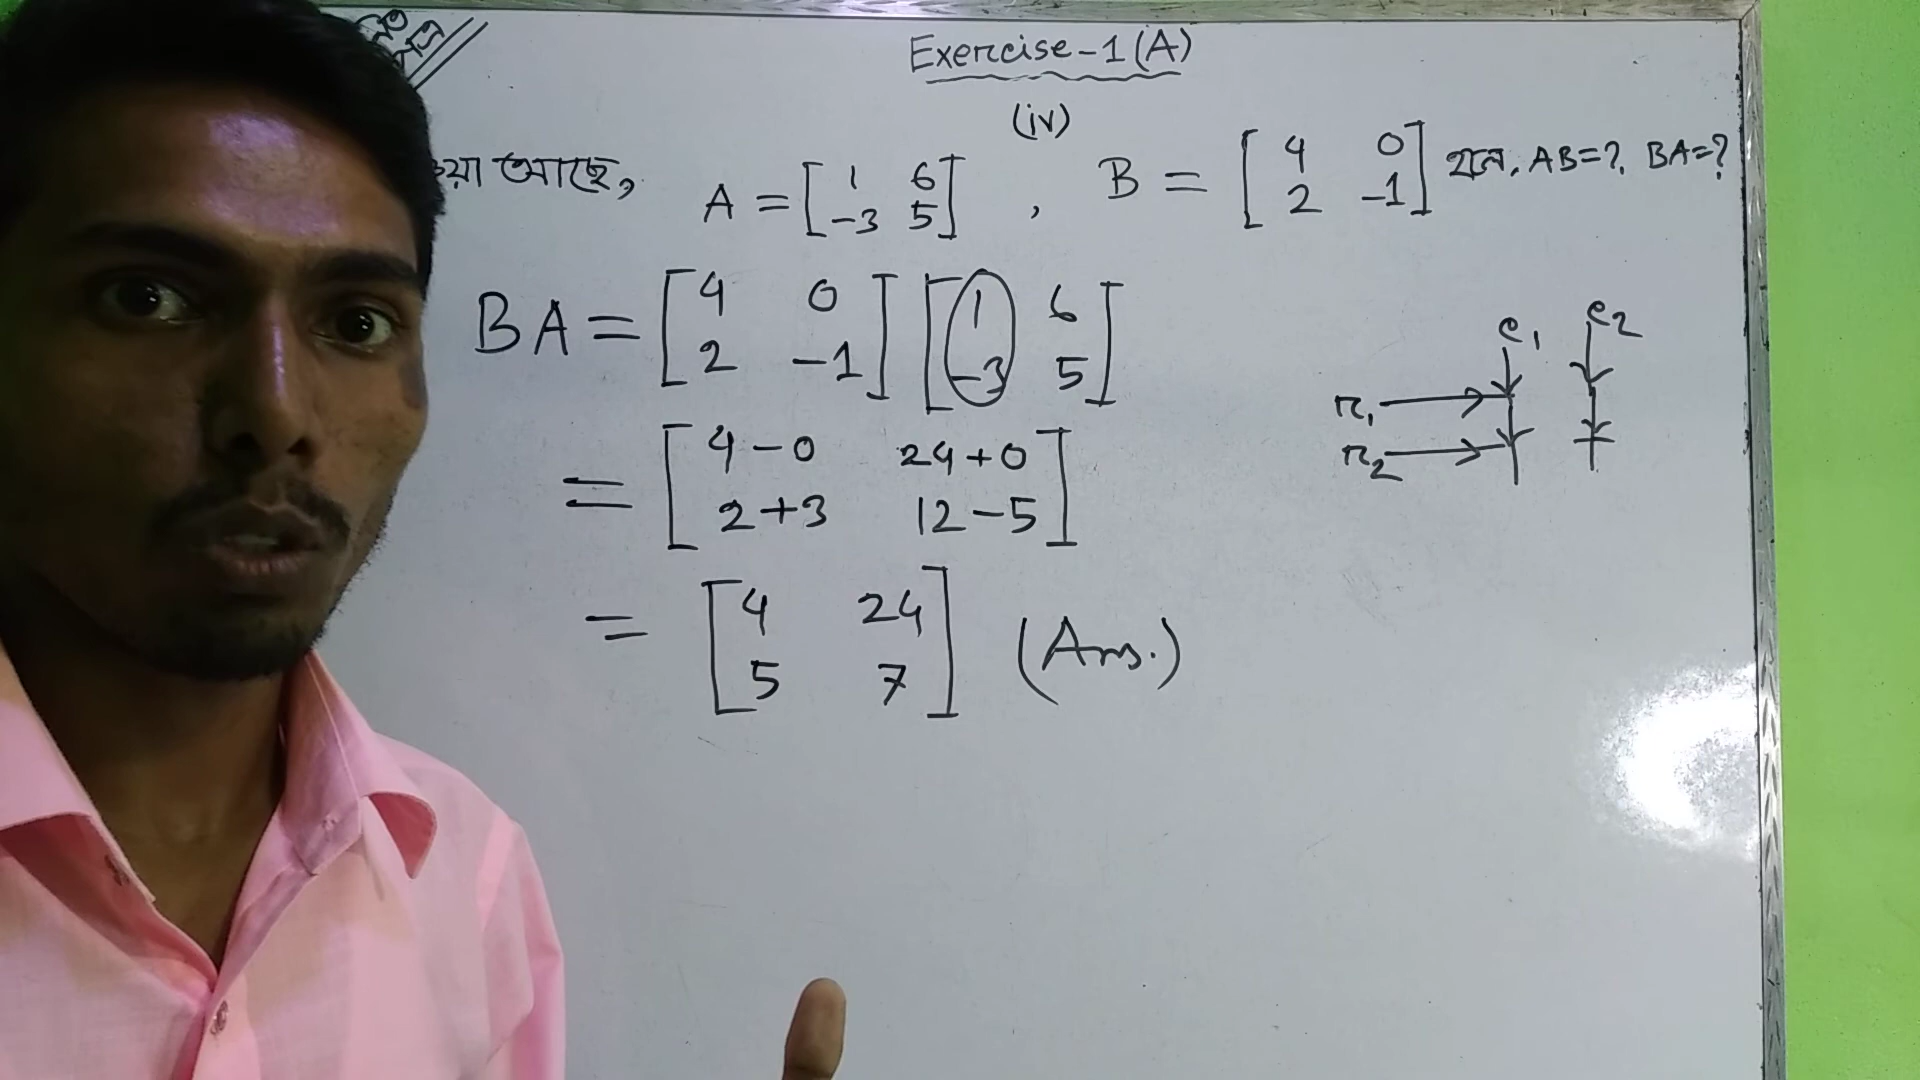 Exercise-1(A)
(iv)
আছে, A = [ 1 6 -3 5 ] , B = [ 4 0 2 -1 ] হলে, AB=?, BA=?
BA = [ 4 0 2 -1 ] [ 1 6 -3 5 ]
= [ 4-0 24+0 2+3 12-5 ]
= [ 4 24 5 7 ] (Ans.)
c1 c2
r1
r2